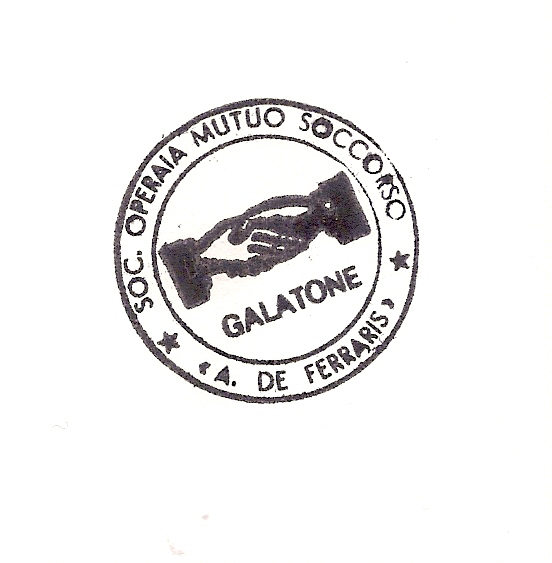 SOC. OPERAIA MUTUO SOCCORSO
GALATONE
« A. DE FERRARIS »